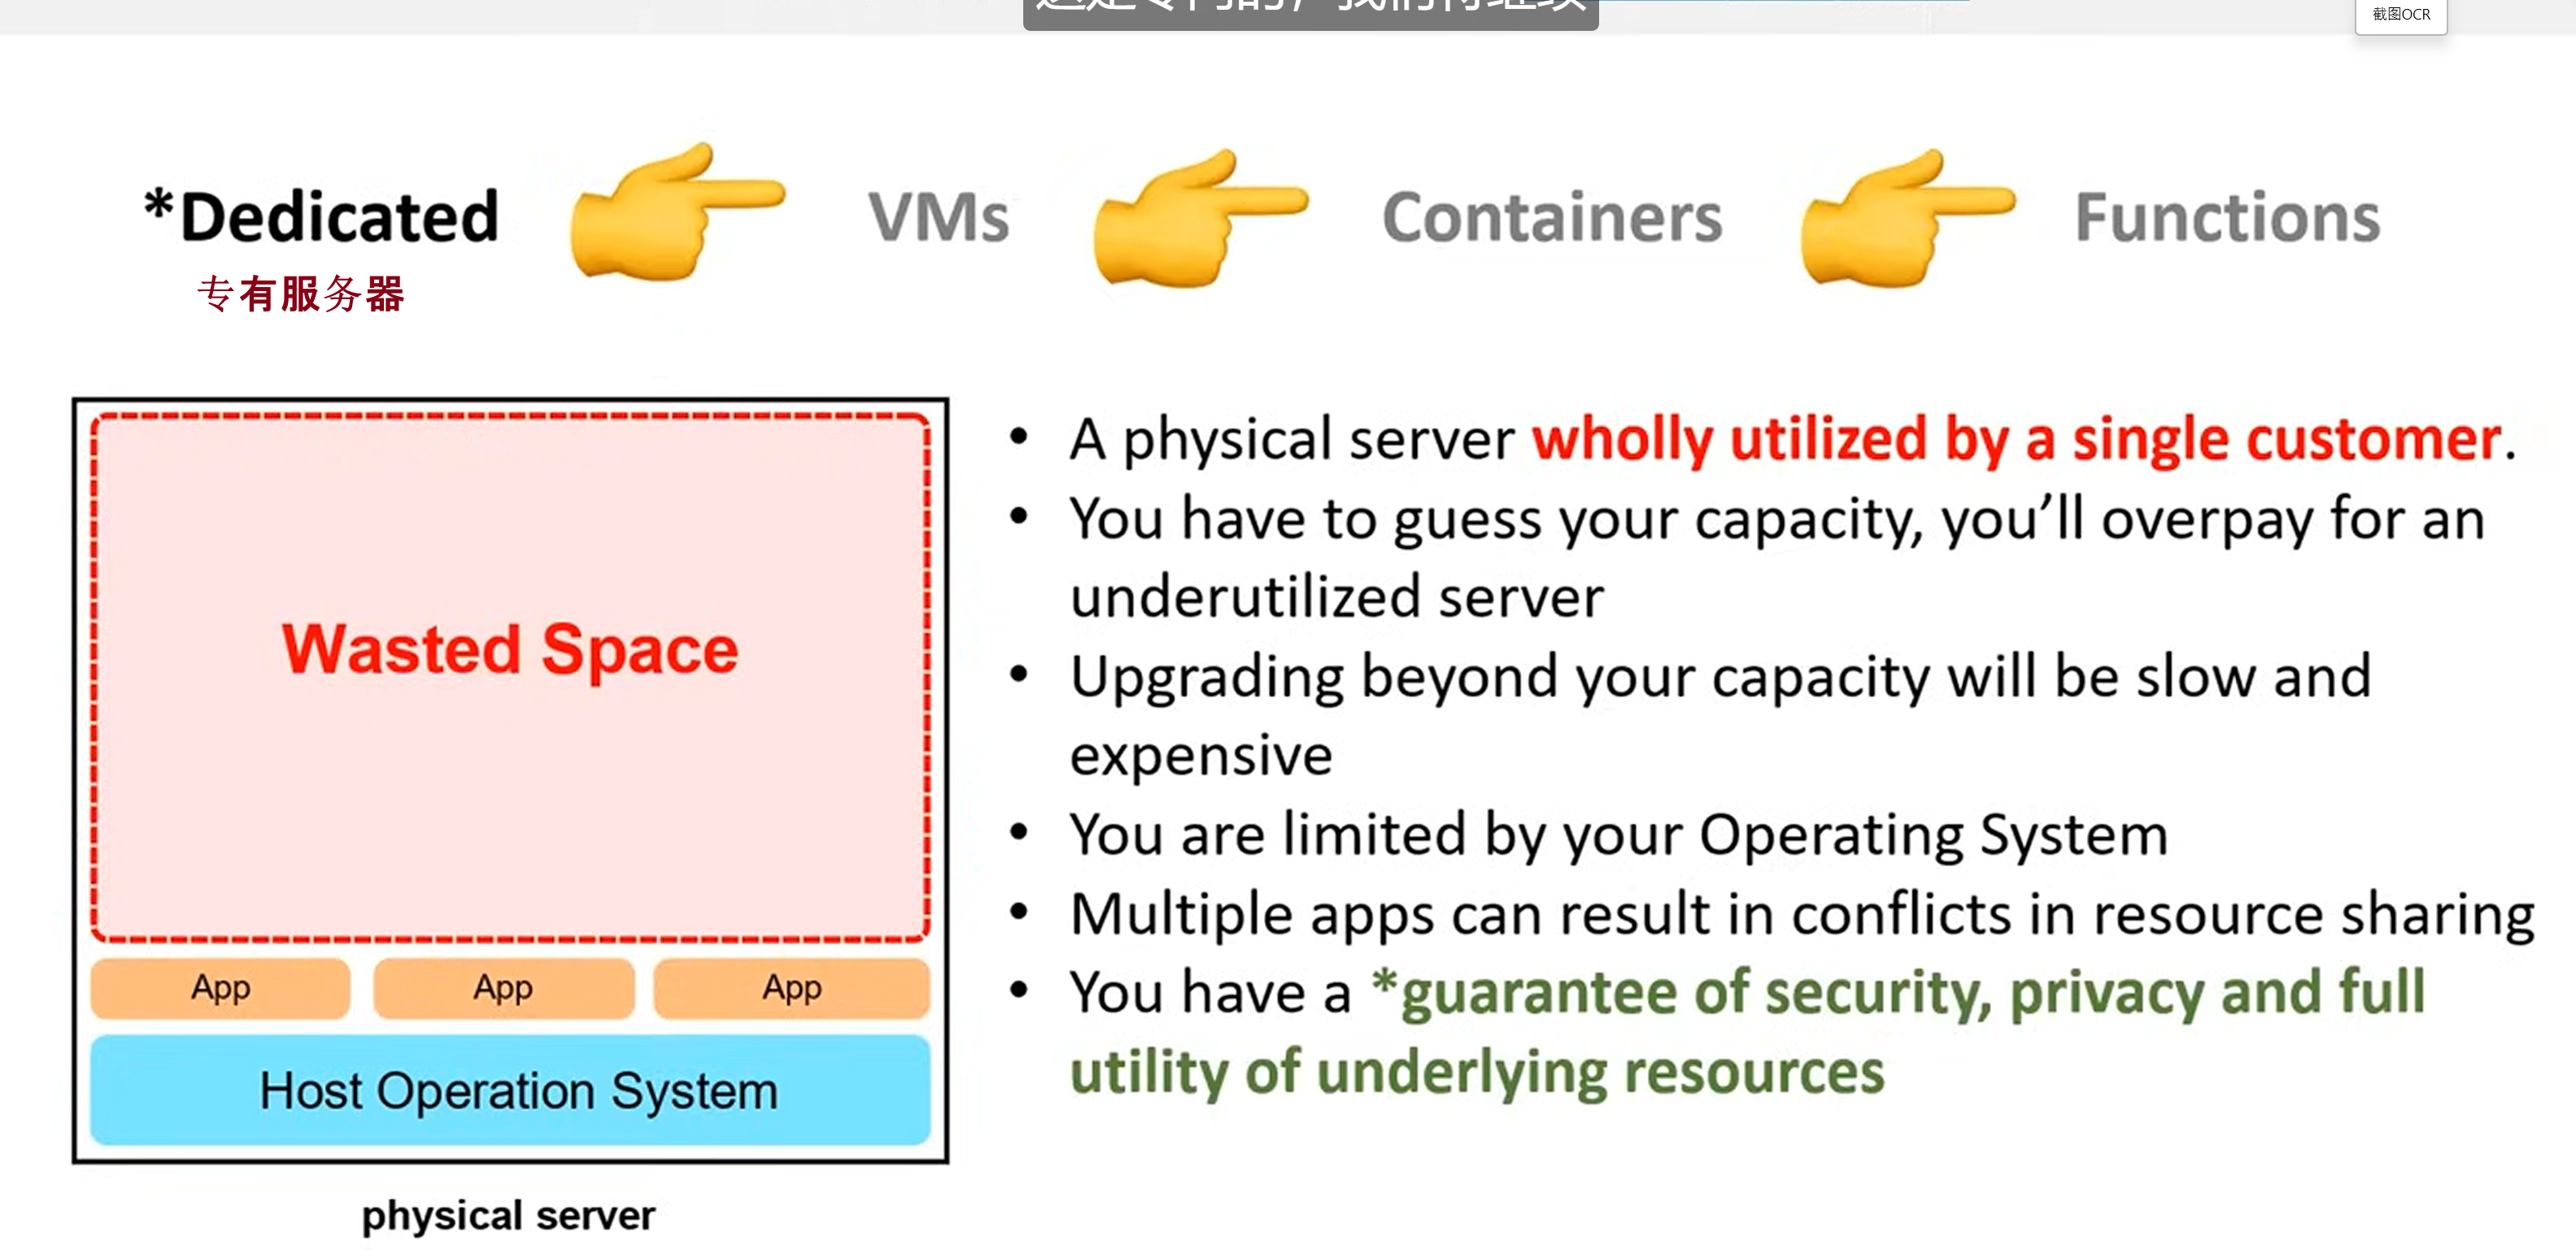 截图OCR
*Dedicated
VMs
Containers
Functions
专有服务器
Wasted Space
App
App
App
Host Operation System
physical server
• A physical server wholly utilized by a single customer.
• You have to guess your capacity, you’ll overpay for an
underutilized server
• Upgrading beyond your capacity will be slow and
expensive
• You are limited by your Operating System
• Multiple apps can result in conflicts in resource sharing
• You have a *guarantee of security, privacy and full
utility of underlying resources